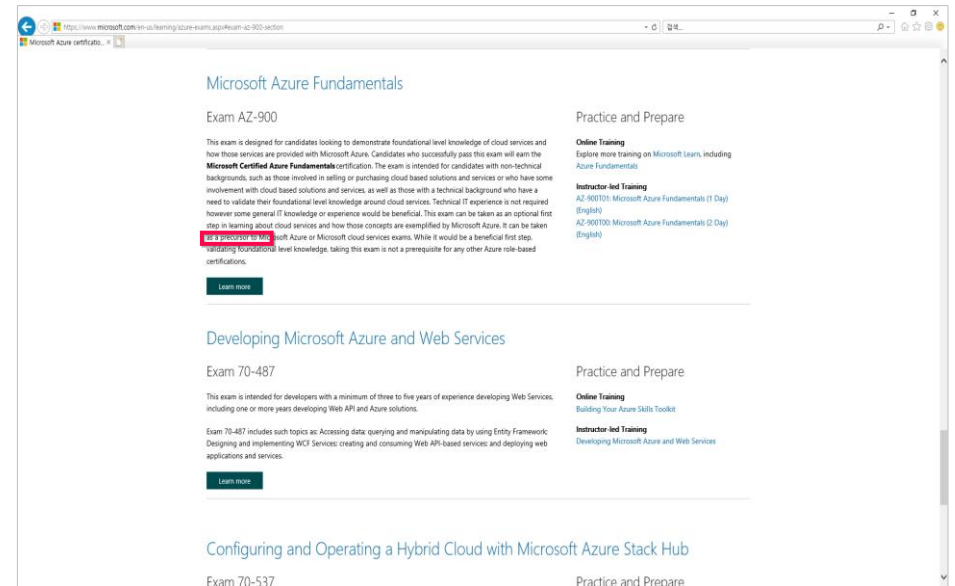 https://www.microsoft.com/en-us/learning/azure-exams.aspx#exam-az-900-section
검색...
Microsoft Azure certificatio...
Microsoft Azure Fundamentals
Exam AZ-900
This exam is designed for candidates looking to demonstrate foundational level knowledge of cloud services and
how those services are provided with Microsoft Azure. Candidates who successfully pass this exam will earn the
Microsoft Certified Azure Fundamentals certification. The exam is intended for candidates with non-technical
backgrounds, such as those involved in selling or purchasing cloud based solutions and services or who have some
involvement with cloud based solutions and services, as well as those with a technical background who have a
need to validate their foundational level knowledge around cloud services. Technical IT experience is not required
however some general IT knowledge or experience would be beneficial. This exam can be taken as an optional first
step in learning about cloud services and how those concepts are exemplified by Microsoft Azure. It can be taken
as a precursor to Microsoft Azure or Microsoft cloud services exams. While it would be a beneficial first step,
validating foundational level knowledge, taking this exam is not a prerequisite for any other Azure role-based
certifications.
Learn more
Practice and Prepare
Online Training
Explore more training on Microsoft Learn, including
Azure Fundamentals
Instructor-led Training
AZ-900T01: Microsoft Azure Fundamentals (1 Day)
(English)
AZ-900T00: Microsoft Azure Fundamentals (2 Day)
(English)
Developing Microsoft Azure and Web Services
Exam 70-487
This exam is intended for developers with a minimum of three to five years of experience developing Web Services,
including one or more years developing Web API and Azure solutions.
Exam 70-487 includes such topics as: Accessing data; querying and manipulating data by using Entity Framework;
Designing and implementing WCF Services; creating and consuming Web API-based services; and deploying web
applications and services.
Learn more
Practice and Prepare
Online Training
Building Your Azure Skills Toolkit
Instructor-led Training
Developing Microsoft Azure and Web Services
Configuring and Operating a Hybrid Cloud with Microsoft Azure Stack Hub
Exam 70-537
Practice and Prepare